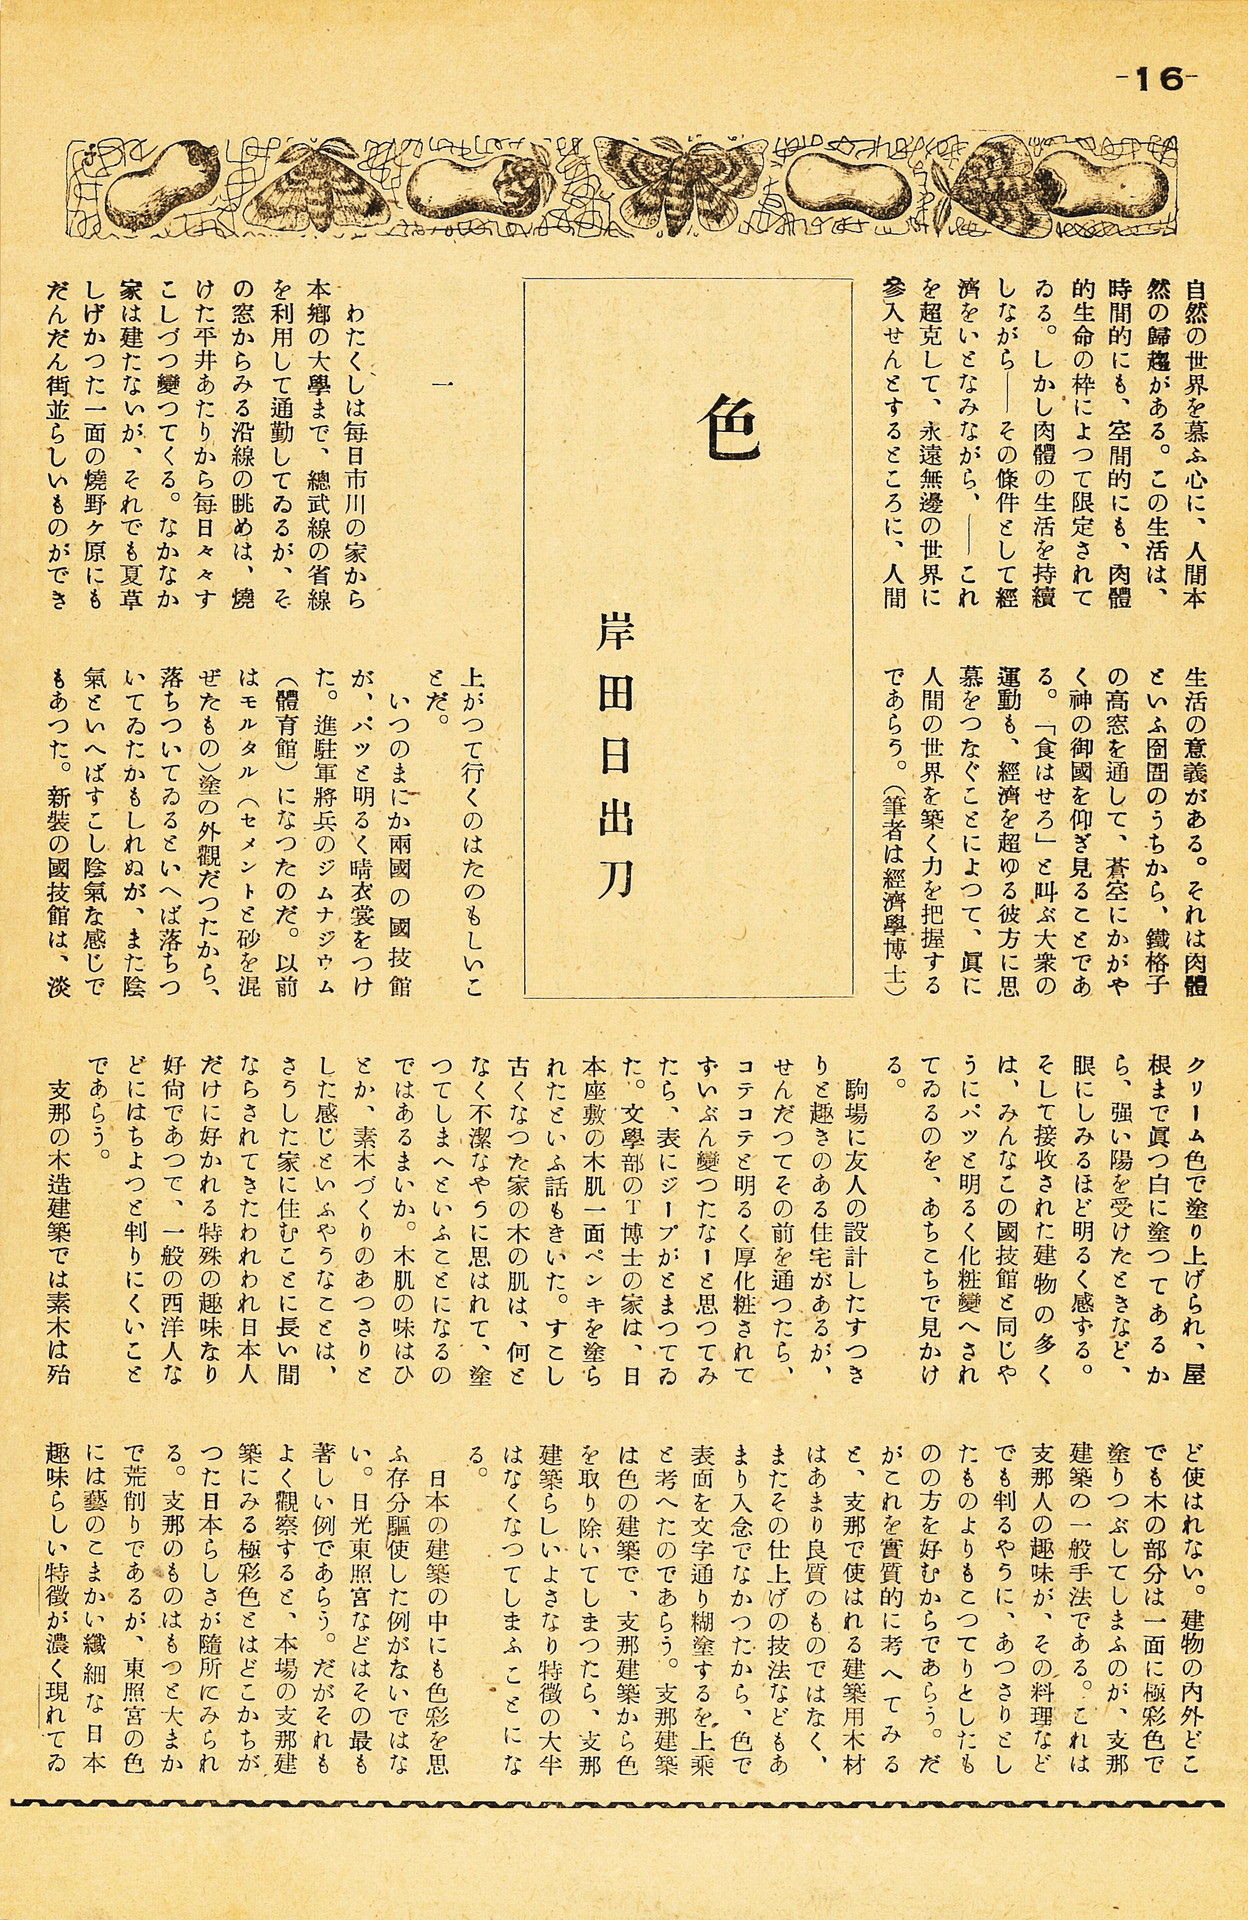 -16-
自然の世界を慕ふ心に、人間本
然の歸趨がある。この生活は、
時間的にも、空間的にも、肉體
的生命の枠によつて限定されて
ゐる。しかし肉體の生活を持續
しながら――その條件として經
濟をいとなみながら、――これ
を超克して、永遠無邊の世界に
參入せんとするところに、人間
生活の意義がある。それは肉體
といふ囹圄のうちから、鐵格子
の高窓を通して、蒼空にかがや
く神の御國を仰ぎ見ることであ
る。「食はせろ」と叫ぶ大衆の
運動も、經濟を超ゆる彼方に思
慕をつなぐことによつて、眞に
人間の世界を築く力を把握する
であらう。（筆者は經濟學博士）
色
岸田日出刀
一
わたくしは毎日市川の家から
本郷の大學まで、總武線の省線
を利用して通勤してゐるが、そ
の窓からみる沿線の眺めは、燒
けた平井あたりから毎日々々す
こしづつ變つてくる。なかなか
家は建たないが、それでも夏草
しげかつた一面の燒野ヶ原にも
だんだん街並らしいものができ
上がつて行くのはたのもしいこ
とだ。
いつのまにか兩國の國技館
が、パッと明るく晴衣裳をつけ
た。進駐軍將兵のジムナジウム
（體育館）になつたのだ。以前
はモルタル（セメントと砂を混
ぜたもの）塗の外觀だつたから、
落ちついてゐるといへば落ちつ
いてゐたかもしれぬが、また陰
氣といへばすこし陰氣な感じで
もあつた。新裝の國技館は、淡
クリーム色で塗り上げられ、屋
根まで眞つ白に塗つてあるか
ら、强い陽を受けたときなど、
眼にしみるほど明るく感ずる。
そして接收された建物の多く
は、みんなこの國技館と同じや
うにパッと明るく化粧變へされ
てゐるのを、あちこちで見かけ
る。
駒場に友人の設計したすつき
りと趣きのある住宅があるが、
せんだつてその前を通つたら、
コテコテと明るく厚化粧されて
ずいぶん變つたなーと思つてみ
たら、表にジープがとまつてゐ
た。文學部のT博士の家は、日
本座敷の木肌一面ペンキを塗ら
れたといふ話もきいた。すこし
古くなつた家の木の肌は、何と
なく不潔なやうに思はれて、塗
つてしまへといふことになるの
ではあるまいか。木肌の味はひ
とか、素木づくりのあつさりと
した感じといふやうなことは、
さうした家に住むことに長い間
ならされてきたわれわれ日本人
だけに好かれる特殊の趣味なり
好尙であつて、一般の西洋人な
どにはちよつと判りにくいこと
であらう。
支那の木造建築では素木は殆
ど使はれない。建物の內外どこ
でも木の部分は一面に極彩色で
塗りつぶしてしまふのが、支那
建築の一般手法である。これは
支那人の趣味が、その料理など
でも判るやうに、あつさりとし
たものよりもこつてりとしたも
のの方を好むからであらう。だ
がこれを實質的に考へてみる
と、支那で使はれる建築用木材
はあまり良質のものではなく、
またその仕上げの技法などもあ
まり入念でなかつたから、色で
表面を文字通り糊塗するを上乘
と考へたのであらう。支那建築
は色の建築で、支那建築から色
を取り除いてしまつたら、支那
建築らしいよさなり特徵の大半
はなくなつてしまふことにな
る。
日本の建築の中にも色彩を思
ふ存分驅使した例がないではな
い。日光東照宮などはその最も
著しい例であらう。だがそれも
よく觀察すると、本場の支那建
築にみる極彩色とはどこかちが
つた日本らしさが隨所にみられ
る。支那のものはもつと大まか
で荒削りであるが、東照宮の色
には藝のこまかい纖細な日本
趣味らしい特徵が濃く現れてゐ